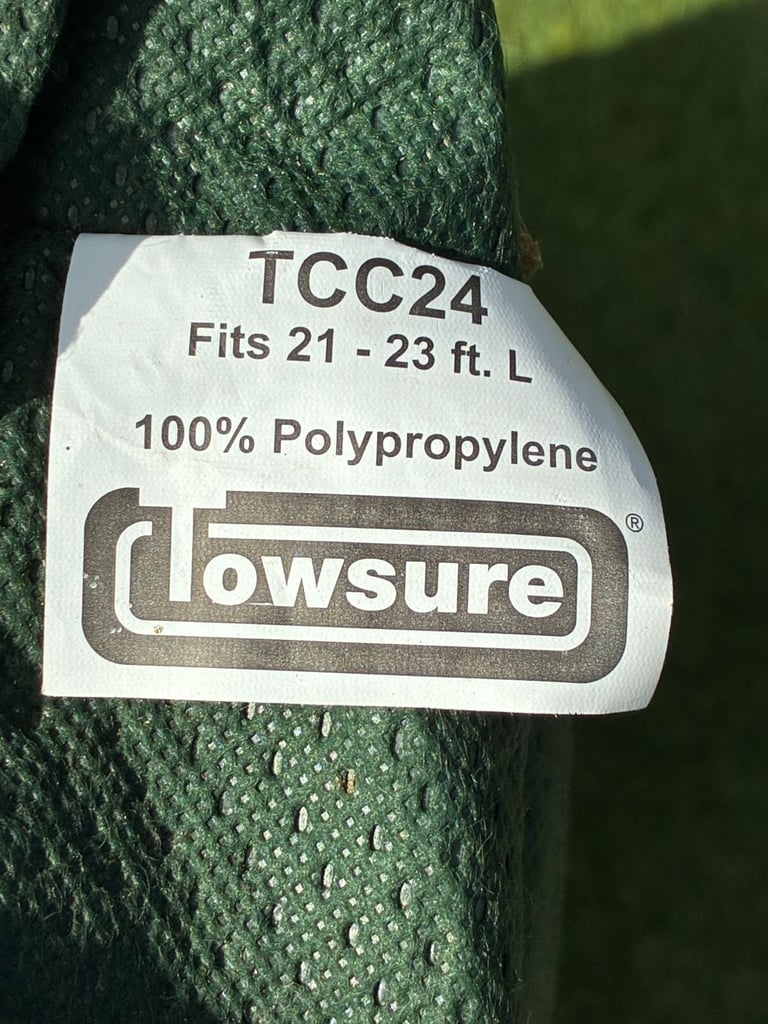 TCC24
Fits 21 - 23 ft. L
100% Polypropylene
Towsure ®